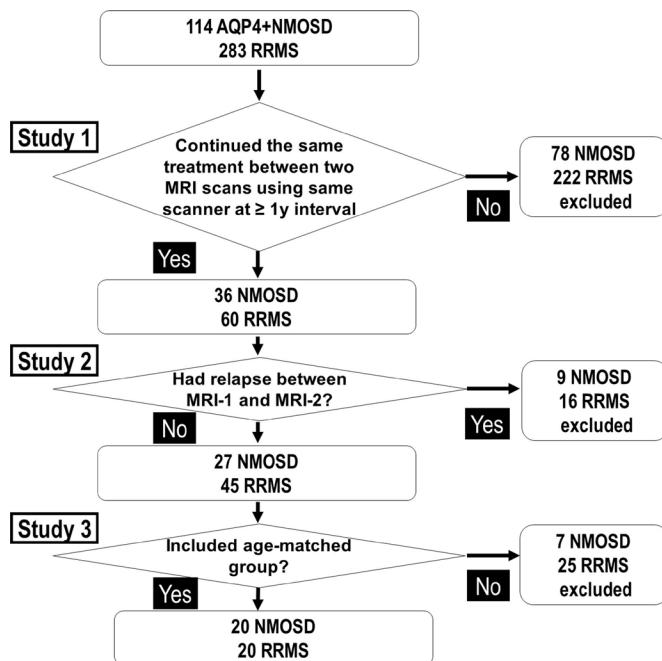 114 AQP4+NMOSD
283 RRMS
Study 1
Continued the same
treatment between two
MRI scans using same
scanner at ≥ 1y interval
78 NMOSD
222 RRMS
excluded
No
Yes
36 NMOSD
60 RRMS
Study 2
Had relapse between
MRI-1 and MRI-2?
9 NMOSD
16 RRMS
excluded
Yes
No
27 NMOSD
45 RRMS
Study 3
Included age-matched
group?
7 NMOSD
25 RRMS
excluded
No
Yes
20 NMOSD
20 RRMS